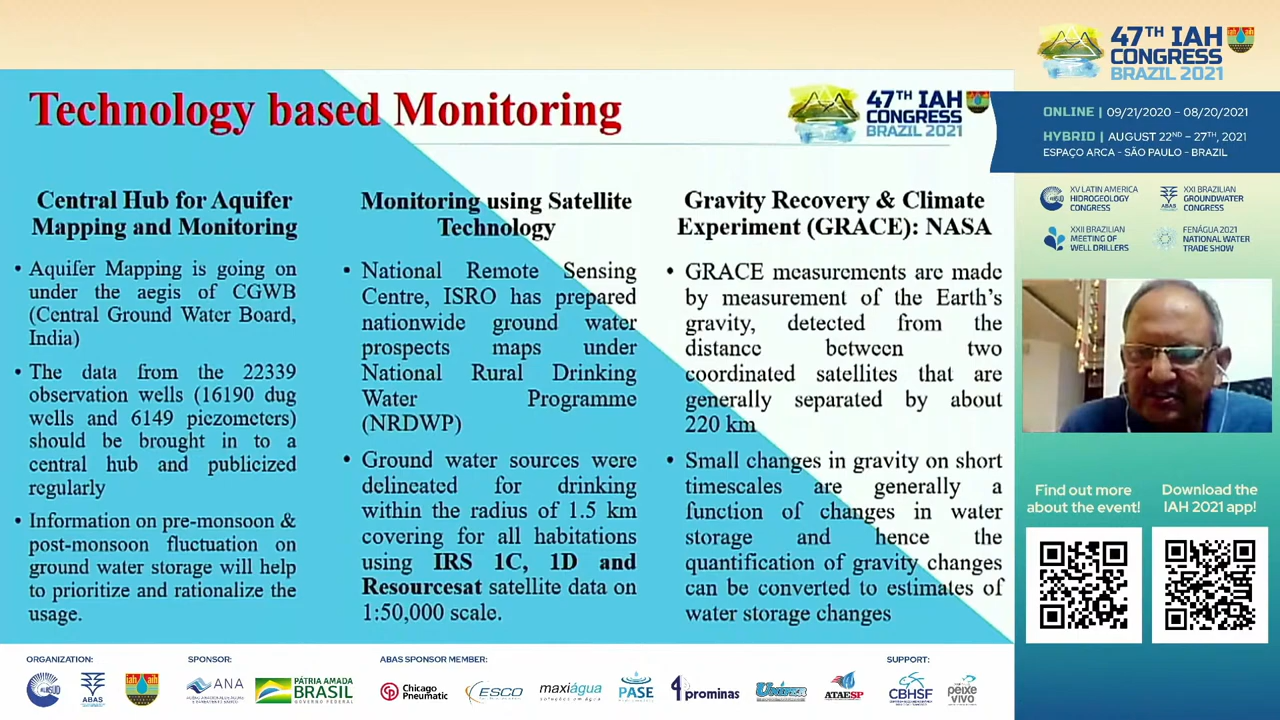 Technology based Monitoring
47TH IAH
CONGRESS
BRAZIL 2021
Central Hub for Aquifer
Mapping and Monitoring
• Aquifer Mapping is going on
under the aegis of CGWB
(Central Ground Water Board,
India)
• The data from the 22339
observation wells (16190 dug
wells and 6149 piezometers)
should be brought in to a
central hub and publicized
regularly
• Information on pre-monsoon &
post-monsoon fluctuation on
ground water storage will help
to prioritize and rationalize the
usage.
Monitoring using Satellite
Technology
• National Remote Sensing
Centre, ISRO has prepared
nationwide ground water
prospects maps under
National Rural Drinking
Water Programme
(NRDWP)
• Ground water sources were
delineated for drinking
within the radius of 1.5 km
covering for all habitations
using IRS 1C, 1D and
Resourcesat satellite data on
1:50,000 scale.
Gravity Recovery & Climate
Experiment (GRACE): NASA
• GRACE measurements are made
by measurement of the Earth's
gravity, detected from the
distance between two
coordinated satellites that are
generally separated by about
220 km
• Small changes in gravity on short
timescales are generally a
function of changes in water
storage and hence the
quantification of gravity changes
can be converted to estimates of
water storage changes
47TH IAH
CONGRESS
BRAZIL 2021
ONLINE | 09/21/2020 – 08/20/2021
HYBRID | AUGUST 22ND – 27TH, 2021
ESPAÇO ARCA - SÃO PAULO - BRAZIL
XV LATIN AMERICA
HIDROGEOLOGY
CONGRESS
XXI BRAZILIAN
GROUNDWATER
CONGRESS
XXII BRAZILIAN
MEETING OF
WELL DRILLERS
FENÁGUA 2021
NATIONAL WATER
TRADE SHOW
Find out more
about the event!
Download the
IAH 2021 app!
ORGANIZATION:
ALHSUD
ABAS
SPONSOR:
ANA
PÁTRIA AMADA
BRASIL
GOVERNO FEDERAL
ABAS SPONSOR MEMBER:
Chicago
Pneumatic
ESCO
maxiágua
soluções em água
PASE
prominas
ATAESP
SUPPORT:
CBHSF
peixe
vivo